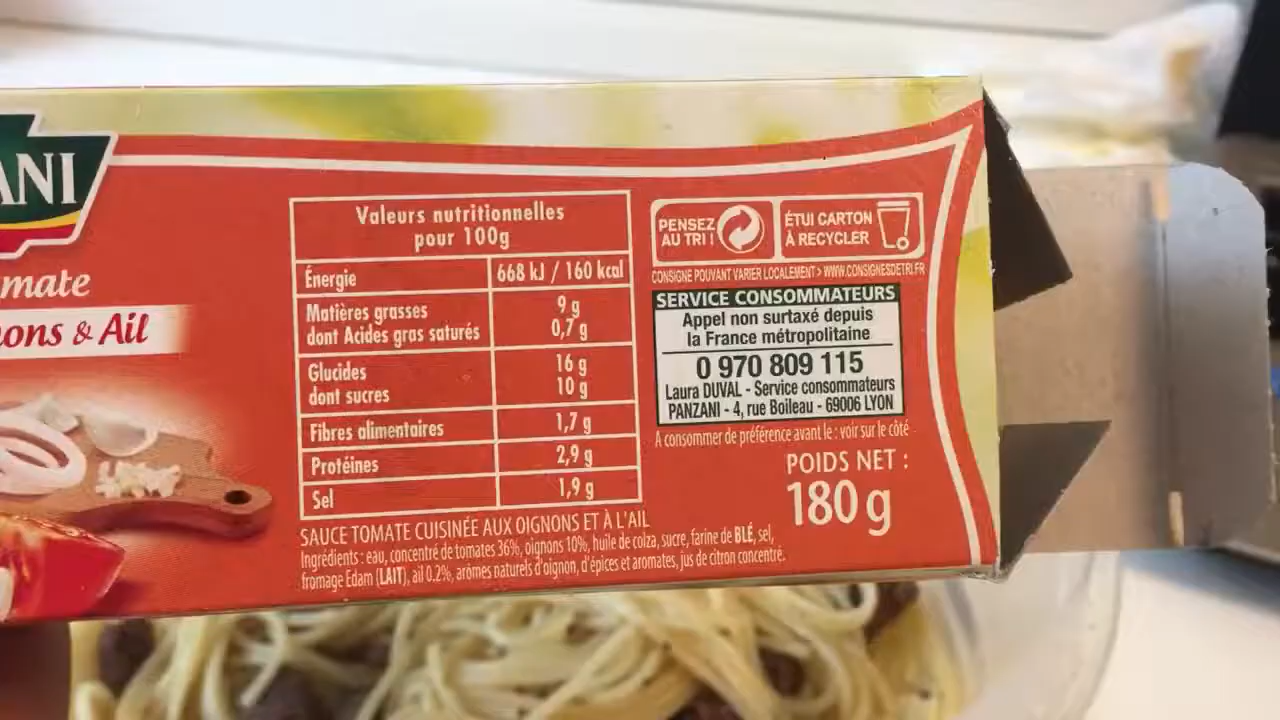 ANI
mate
ons & Ail
Valeurs nutritionnelles
pour 100g
Énergie 668 kJ / 160 kcal
Matières grasses 9 g
dont Acides gras saturés 0,7 g
Glucides 16 g
dont sucres 10 g
Fibres alimentaires 1,7 g
Protéines 2,9 g
Sel 1,9 g
SAUCE TOMATE CUISINÉE AUX OIGNONS ET À L'AIL
Ingrédients : eau, concentré de tomates 36%, oignons 10%, huile de colza, sucre, farine de BLÉ, sel,
fromage Edam (LAIT), ail 0.2%, arômes naturels d'oignon, d'épices et aromates, jus de citron concentré.
PENSEZ
AU TRI !
ÉTUI CARTON
À RECYCLER
CONSIGNE POUVANT VARIER LOCALEMENT > WWW.CONSIGNESDETRI.FR
SERVICE CONSOMMATEURS
Appel non surtaxé depuis
la France métropolitaine
0 970 809 115
Laura DUVAL - Service consommateurs
PANZANI - 4, rue Boileau - 69006 LYON
A consommer de préférence avant le : voir sur le côté
POIDS NET :
180 g